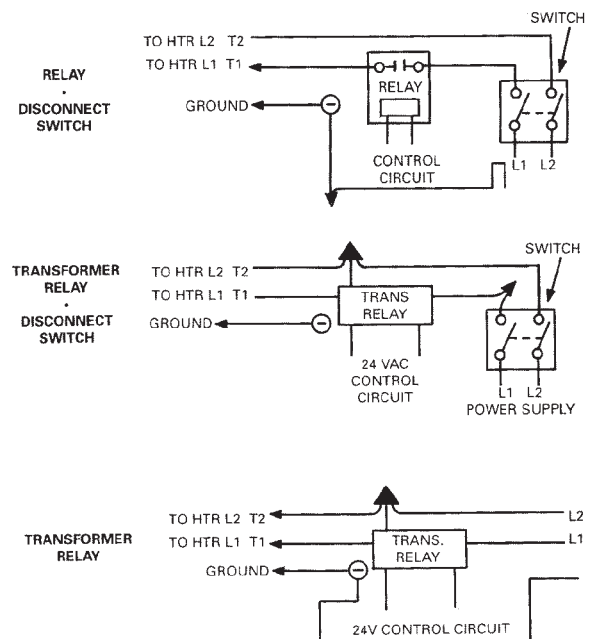 SWITCH
TO HTR L2 T2
TO HTR L1 T1
RELAY
RELAY
•
DISCONNECT
SWITCH
GROUND
CONTROL
CIRCUIT
L1 L2
SWITCH
TRANSFORMER
RELAY
•
DISCONNECT
SWITCH
TO HTR L2 T2
TO HTR L1 T1
GROUND
TRANS
RELAY
24 VAC
CONTROL
CIRCUIT
L1 L2
POWER SUPPLY
TRANSFORMER
RELAY
TO HTR L2 T2
TO HTR L1 T1
GROUND
TRANS.
RELAY
L2
L1
24V CONTROL CIRCUIT